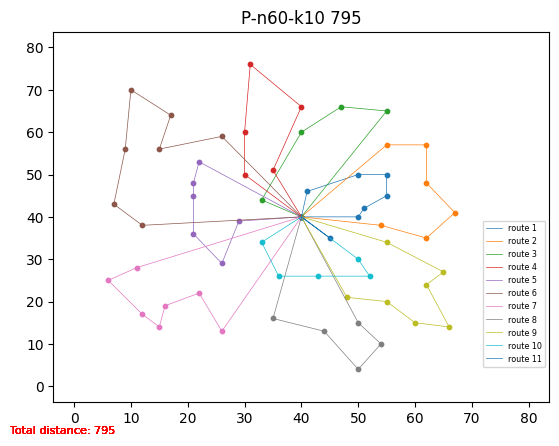 P-n60-k10 795
80
70
60
50
40
30
20
10
0
0 10 20 30 40 50 60 70 80
route 1
route 2
route 3
route 4
route 5
route 6
route 7
route 8
route 9
route 10
route 11
Total distance: 795